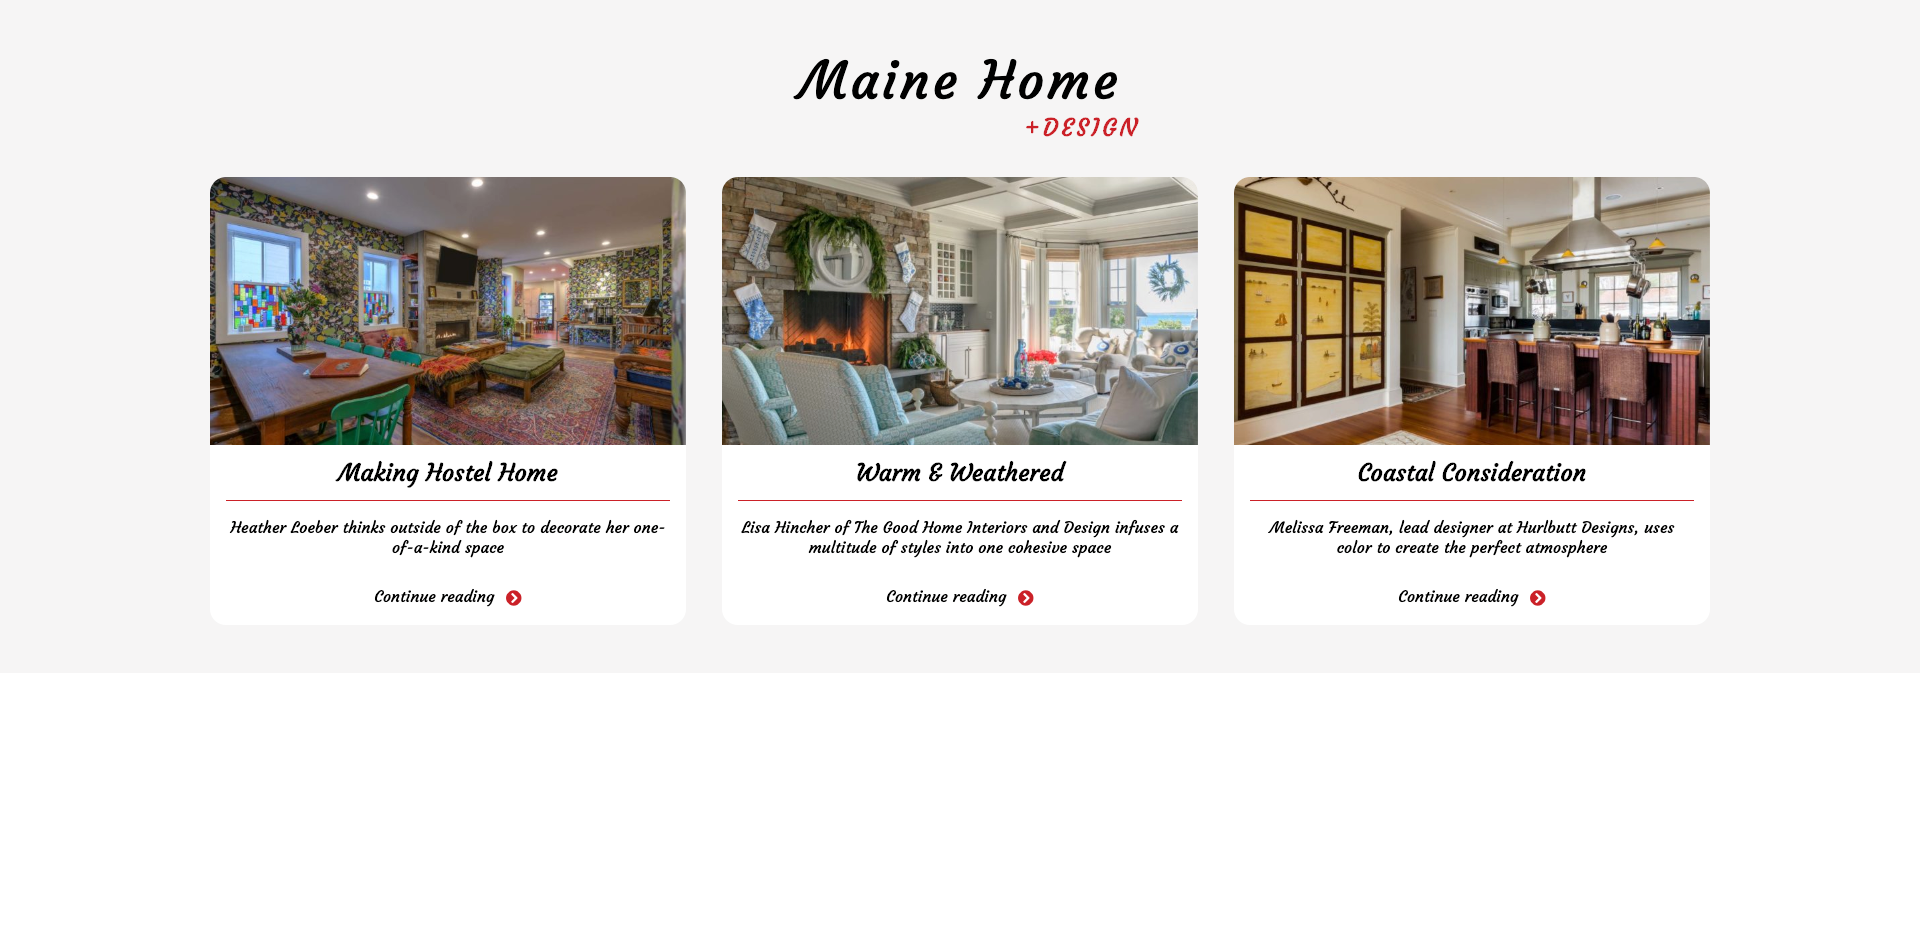 Maine Home
+DESIGN
Making Hostel Home
Heather Loeber thinks outside of the box to decorate her one-
of-a-kind space
Continue reading
Warm & Weathered
Lisa Hincher of The Good Home Interiors and Design infuses a
multitude of styles into one cohesive space
Continue reading
Coastal Consideration
Melissa Freeman, lead designer at Hurlbutt Designs, uses
color to create the perfect atmosphere
Continue reading